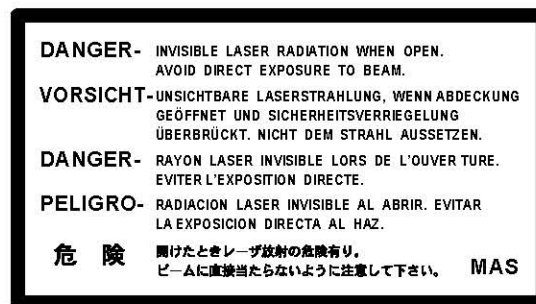 DANGER- INVISIBLE LASER RADIATION WHEN OPEN.
AVOID DIRECT EXPOSURE TO BEAM.
VORSICHT- UNSICHTBARE LASERSTRAHLUNG, WENN ABDECKUNG
GEÖFFNET UND SICHERHEITSVERRIEGELUNG
ÜBERBRÜCKT. NICHT DEM STRAHL AUSSETZEN.
DANGER- RAYON LASER INVISIBLE LORS DE L'OUVER TURE.
EVITER L'EXPOSITION DIRECTE.
PELIGRO- RADIACION LASER INVISIBLE AL ABRIR. EVITAR
LA EXPOSICION DIRECTA AL HAZ.
危 険 開けたときレーザ放射の危険有り。
ビームに直接当たらないように注意して下さい。 MAS